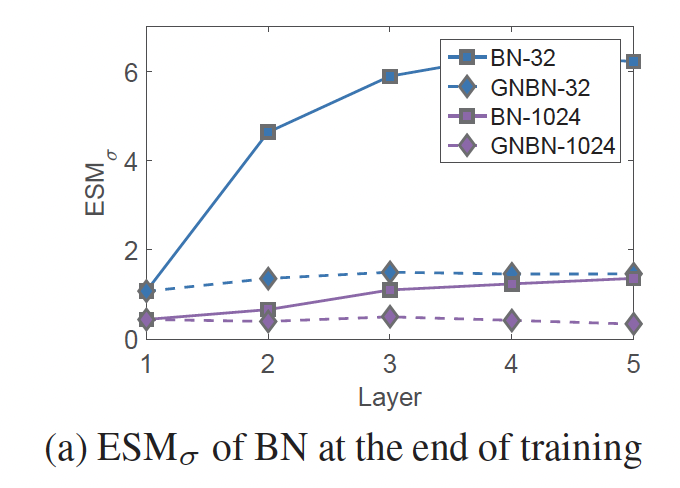 6
4
2
0
ESMσ
BN-32
GNBN-32
BN-1024
GNBN-1024
1 2 3 4 5
Layer
(a) ESMσ of BN at the end of training